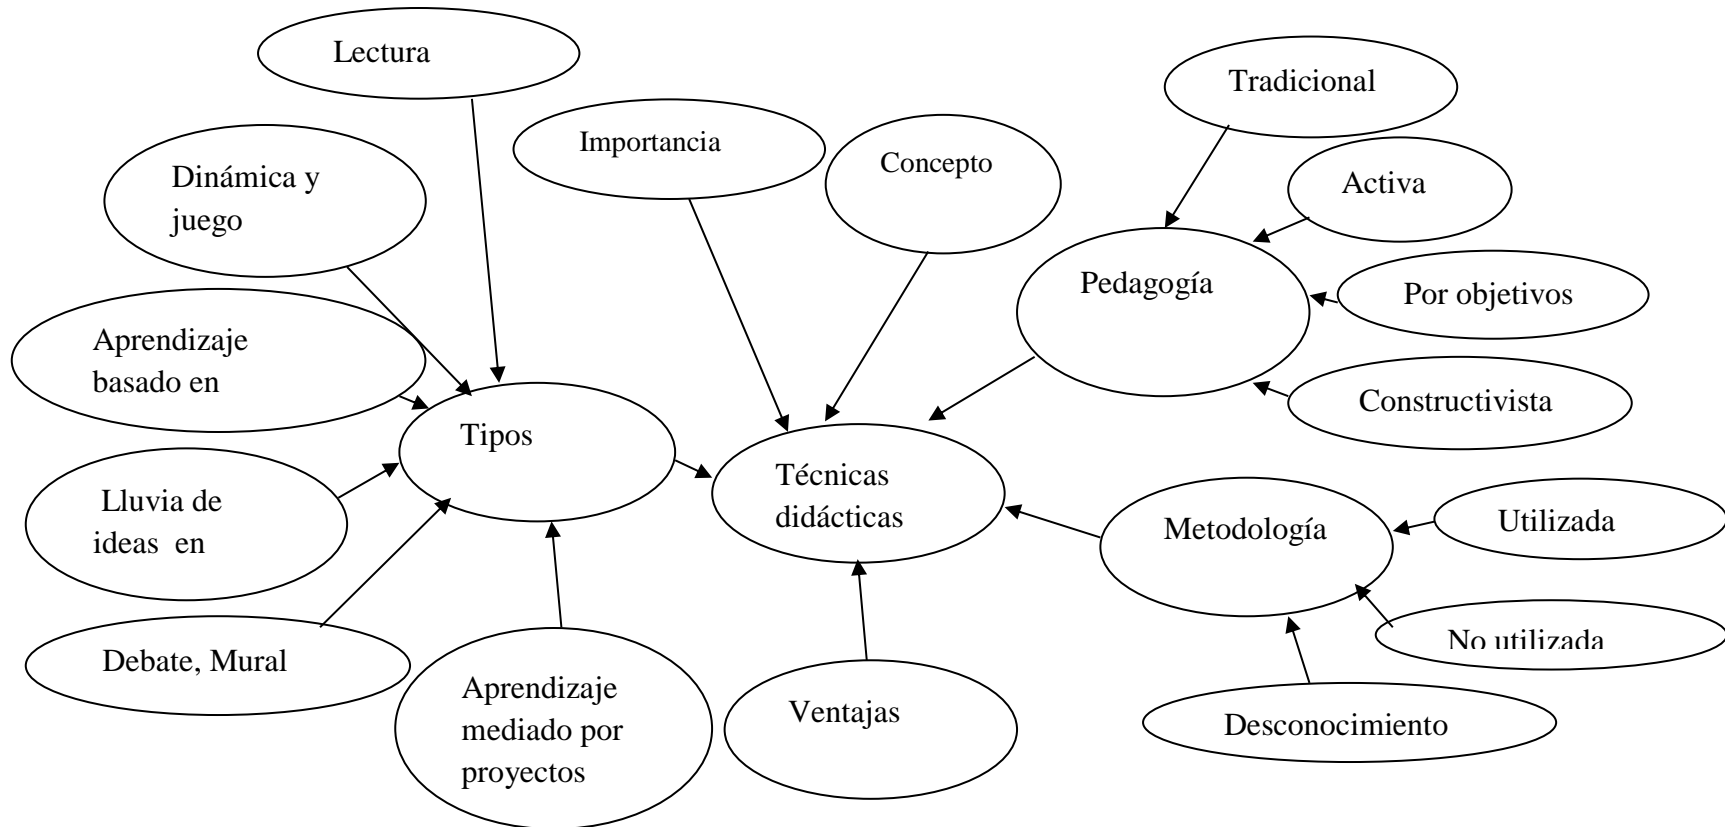 Lectura
Tradicional
Importancia
Concepto
Dinámica y
juego
Activa
Pedagogía
Por objetivos
Aprendizaje
basado en
Constructivista
Tipos
Técnicas
didácticas
Lluvia de
ideas en
Metodología
Utilizada
No utilizada
Debate, Mural
Aprendizaje
mediado por
proyectos
Ventajas
Desconocimiento